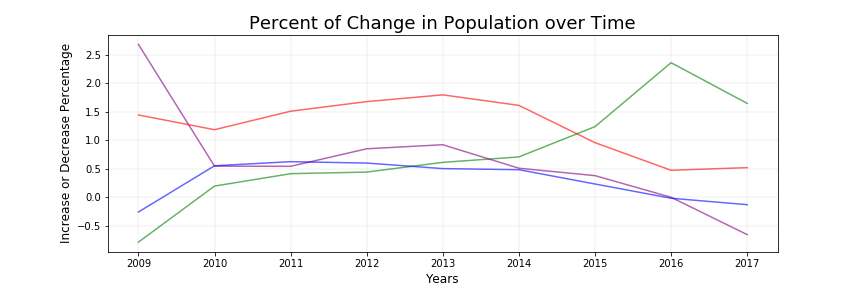 Percent of Change in Population over Time
Increase or Decrease Percentage
2.5
2.0
1.5
1.0
0.5
0.0
−0.5
2009 2010 2011 2012 2013 2014 2015 2016 2017
Years